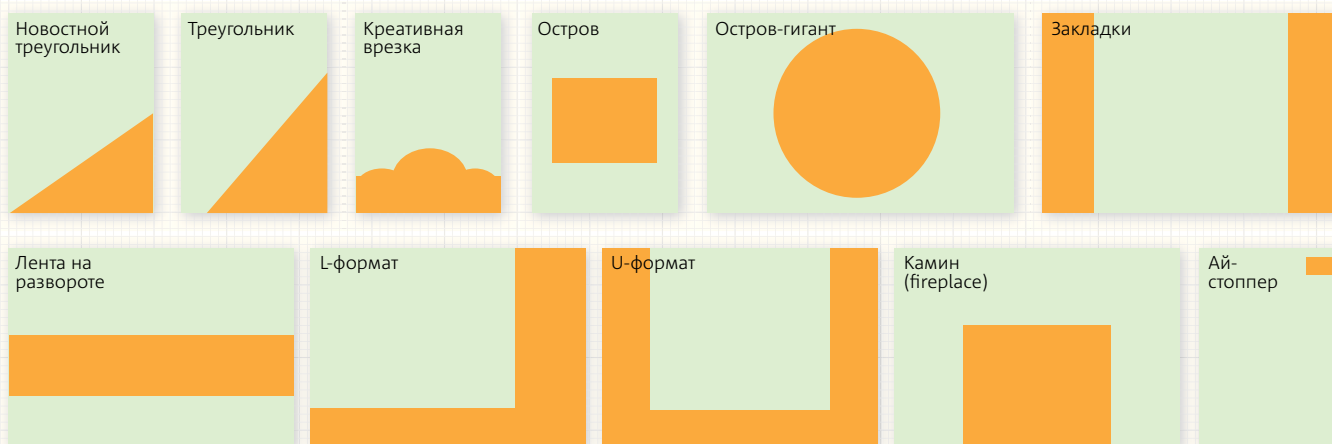 Новостной
треугольник
Треугольник
Креативная
врезка
Остров
Остров-гигант
Закладки
Лента на
развороте
L-формат
U-формат
Камин
(fireplace)
Ай-
стоппер